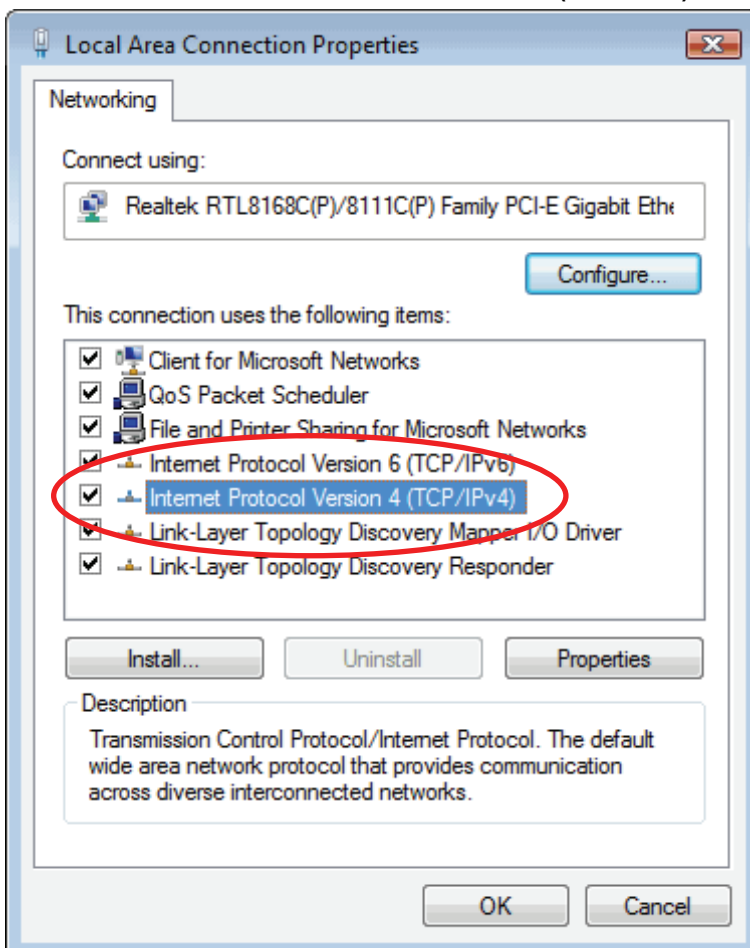 Local Area Connection Properties
Networking
Connect using:
Realtek RTL8168C(P)/8111C(P) Family PCI-E Gigabit Ethe
Configure...
This connection uses the following items:
Client for Microsoft Networks
QoS Packet Scheduler
File and Printer Sharing for Microsoft Networks
Internet Protocol Version 6 (TCP/IPv6)
Internet Protocol Version 4 (TCP/IPv4)
Link-Layer Topology Discovery Mapper I/O Driver
Link-Layer Topology Discovery Responder
Install... Uninstall Properties
Description
Transmission Control Protocol/Internet Protocol. The default
wide area network protocol that provides communication
across diverse interconnected networks.
OK Cancel